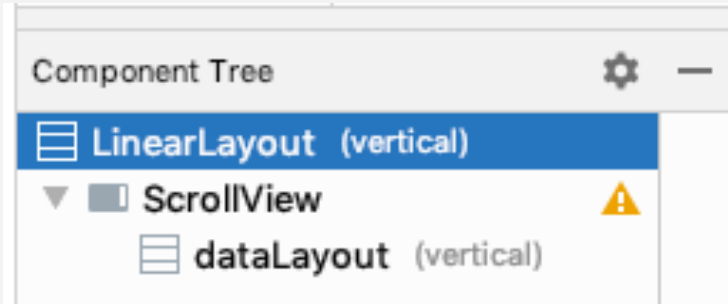 Component Tree
LinearLayout (vertical)
ScrollView
dataLayout (vertical)